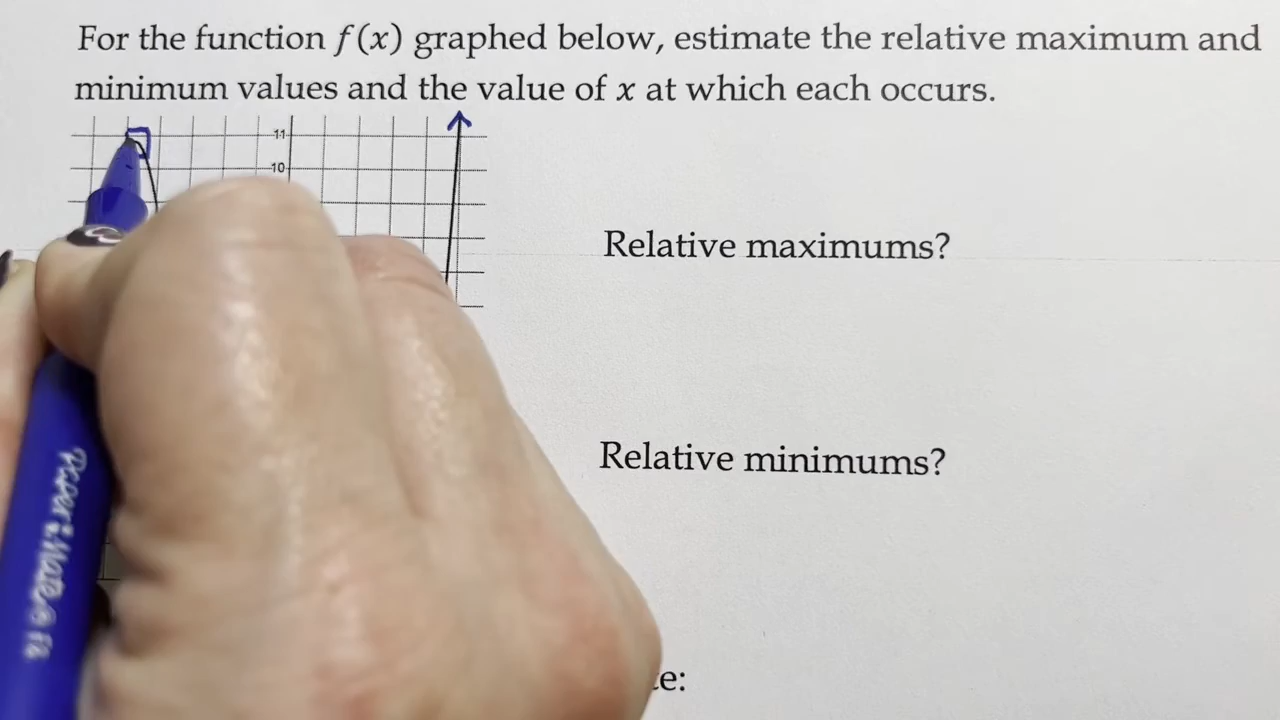 For the function f(x) graphed below, estimate the relative maximum and
minimum values and the value of x at which each occurs.
11
10
Relative maximums?
Relative minimums?
e: